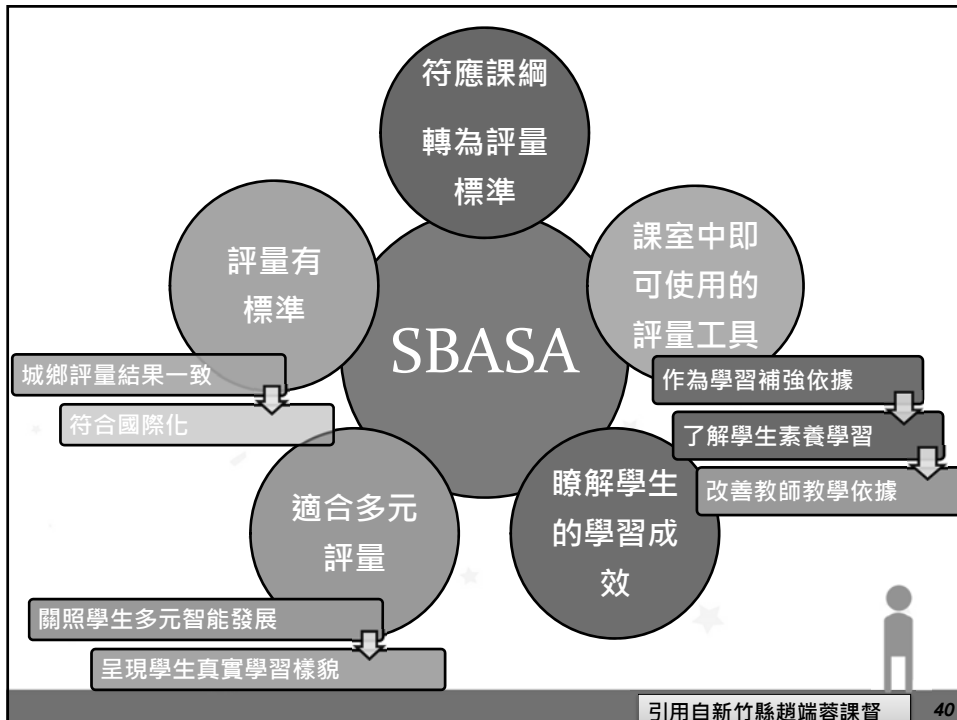 符應課綱
轉為評量
標準
評量有
標準
課室中即
可使用的
評量工具
SBASA
城鄉評量結果一致
符合國際化
作為學習補強依據
了解學生素養學習
改善教師教學依據
適合多元
評量
瞭解學生
的學習成
效
關照學生多元智能發展
呈現學生真實學習樣貌
引用自新竹縣趙端蓉課督
40